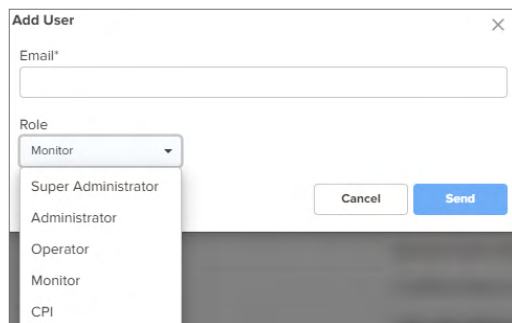 Add User
Email*
Role
Monitor
Super Administrator
Administrator
Operator
Monitor
CPI
Cancel
Send